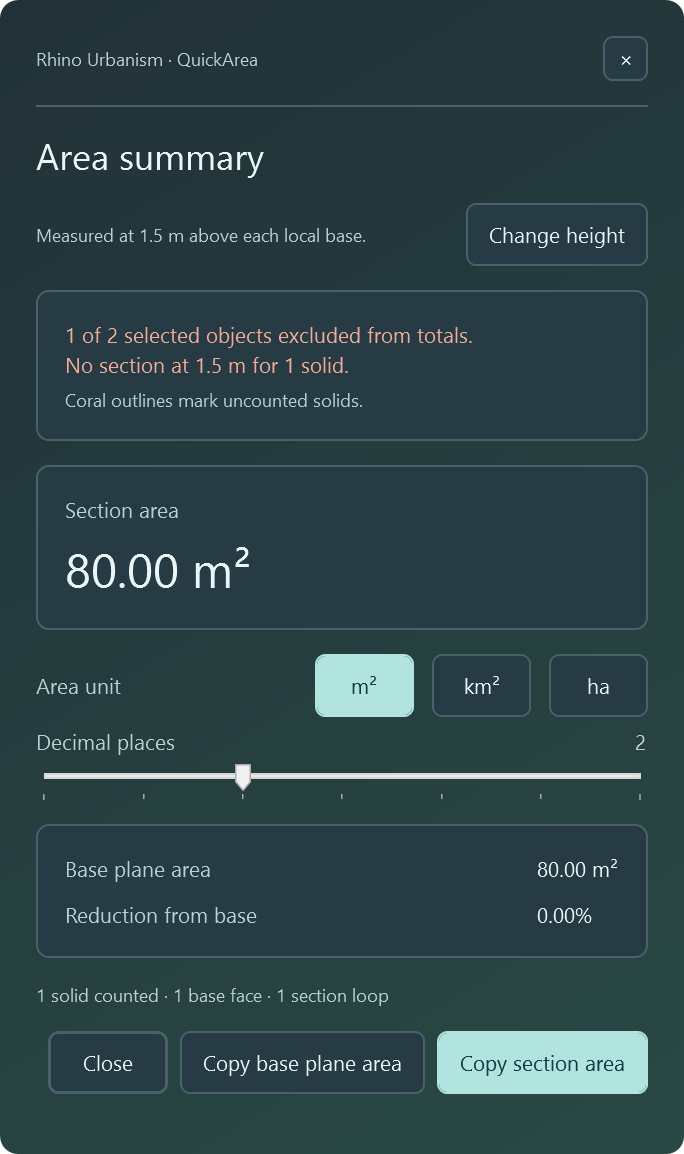 Rhino Urbanism · QuickArea
×
Area summary
Measured at 1.5 m above each local base.
Change height
1 of 2 selected objects excluded from totals.
No section at 1.5 m for 1 solid.
Coral outlines mark uncounted solids.
Section area
80.00 m²
Area unit
m²
km²
ha
Decimal places
2
Base plane area
80.00 m²
Reduction from base
0.00%
1 solid counted · 1 base face · 1 section loop
Close
Copy base plane area
Copy section area